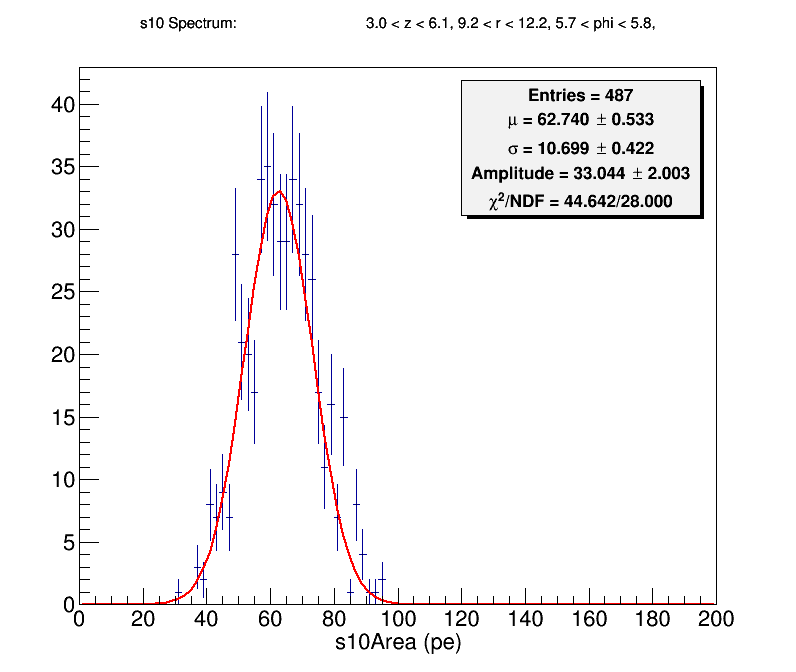 s10 Spectrum: 3.0 < z < 6.1, 9.2 < r < 12.2, 5.7 < phi < 5.8,
Entries = 487
μ = 62.740 ± 0.533
σ = 10.699 ± 0.422
Amplitude = 33.044 ± 2.003
χ²/NDF = 44.642/28.000
40
35
30
25
20
15
10
5
0
0 20 40 60 80 100 120 140 160 180 200
s10Area (pe)